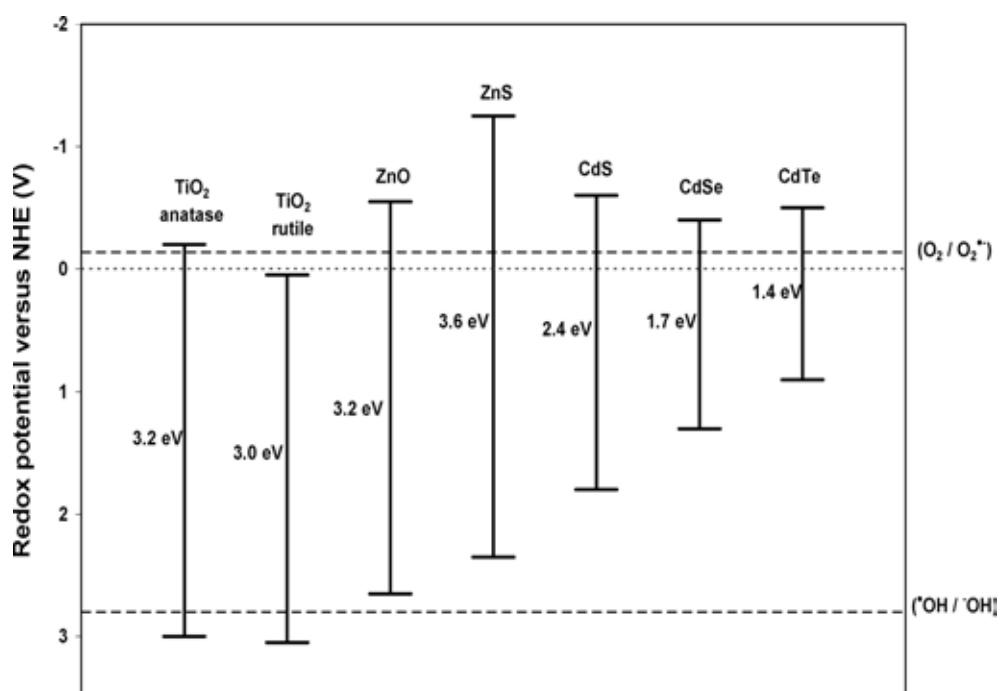 Redox potential versus NHE (V)
-2
-1
0
1
2
3
TiO₂
anatase
TiO₂
rutile
ZnO
ZnS
CdS
CdSe
CdTe
3.2 eV
3.0 eV
3.2 eV
3.6 eV
2.4 eV
1.7 eV
1.4 eV
(O₂ / O₂•⁻)
(•OH / ⁻OH)